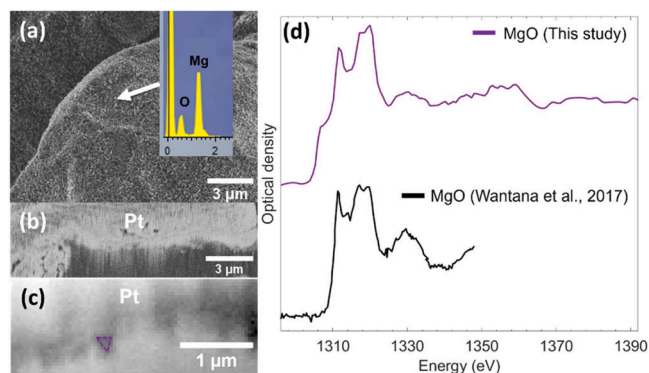 (a)
Mg
O
0
2
3 μm
(b)
Pt
3 μm
(c)
Pt
1 μm
(d)
MgO (This study)
MgO (Wantana et al., 2017)
Optical density
1310
1330
1350
1370
1390
Energy (eV)